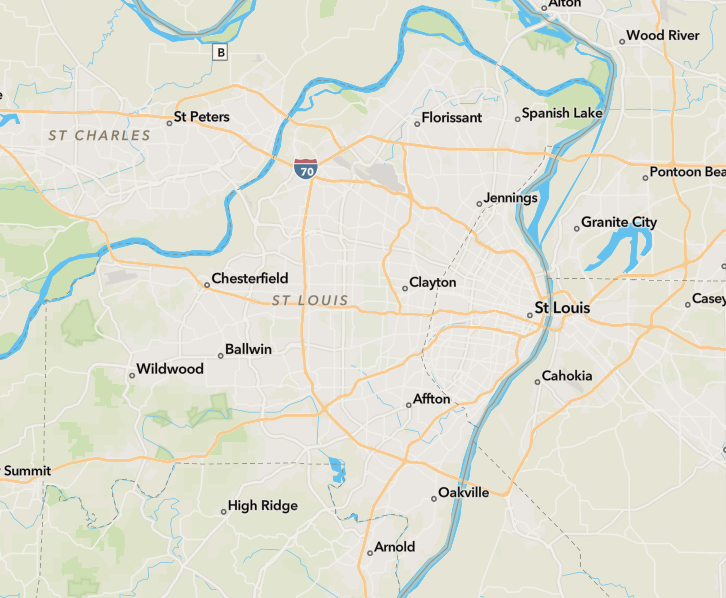 Alton
Wood River
B
St Peters
Florissant
Spanish Lake
ST CHARLES
70
Pontoon Bea
Jennings
Granite City
Chesterfield
Clayton
ST LOUIS
St Louis
Casey
Ballwin
Wildwood
Cahokia
Affton
Summit
Oakville
High Ridge
Arnold